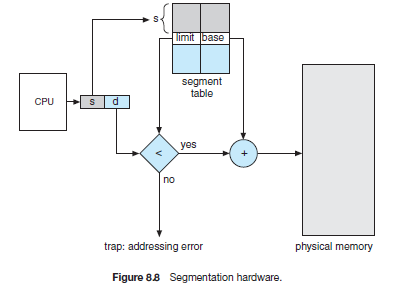 s
limit base
segment
table
CPU
s d
<
yes
+
no
trap: addressing error
physical memory
Figure 8.8 Segmentation hardware.